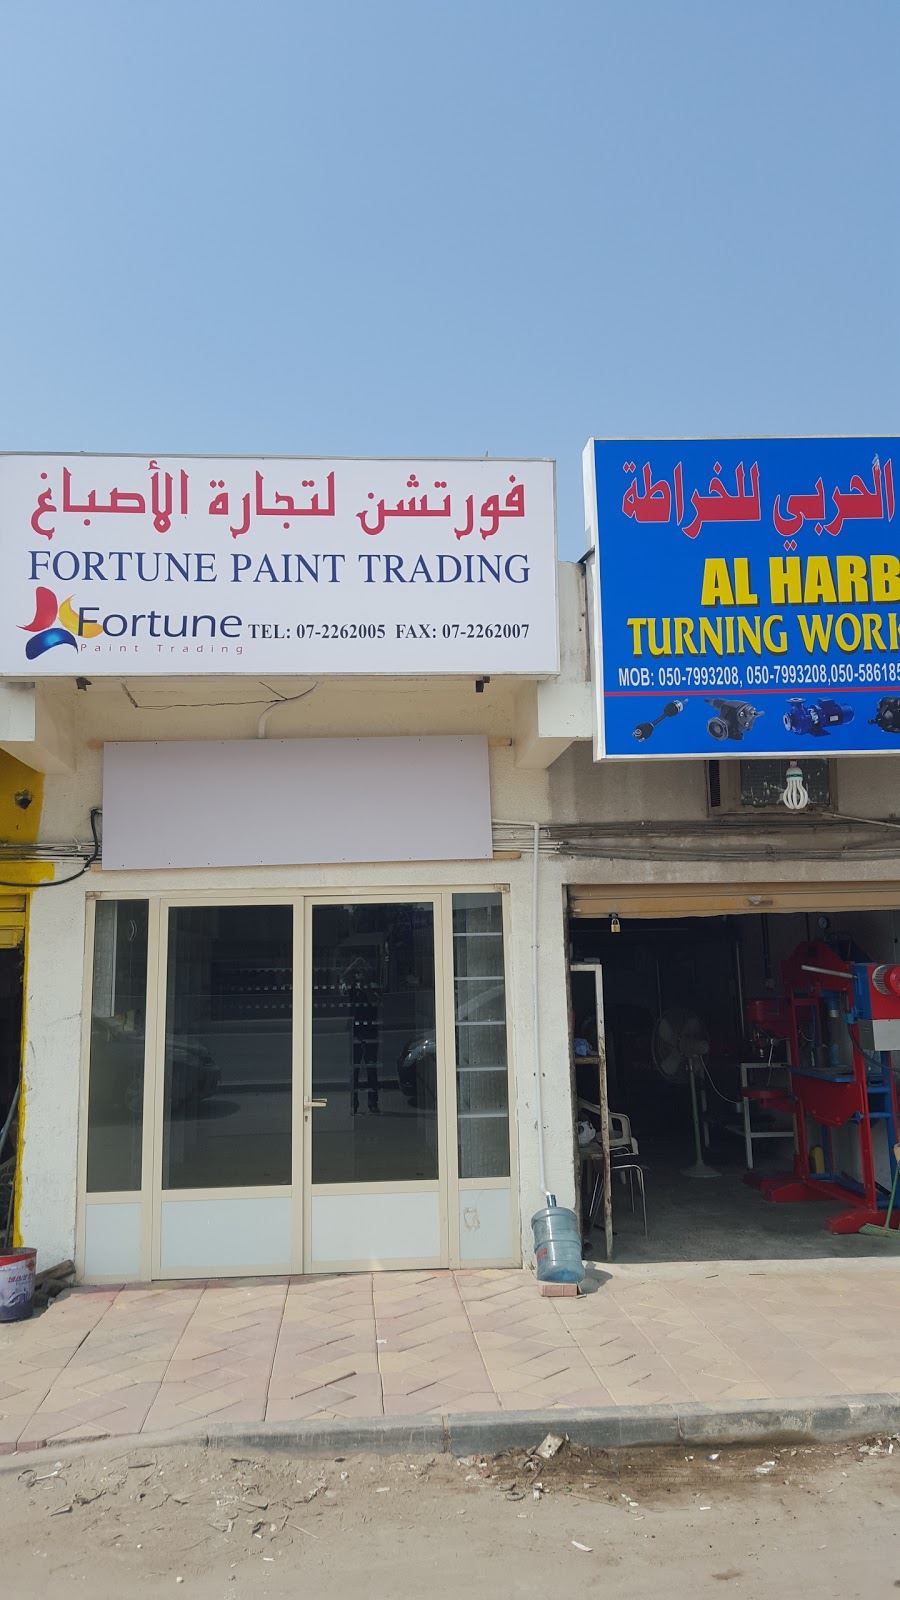 فورتشن لتجارة الأصباغ
FORTUNE PAINT TRADING
Fortune
Paint Trading
TEL: 07-2262005 FAX: 07-2262007
الحربي للخراطة
AL HARB
TURNING WORK
MOB: 050-7993208, 050-7993208,050-586185